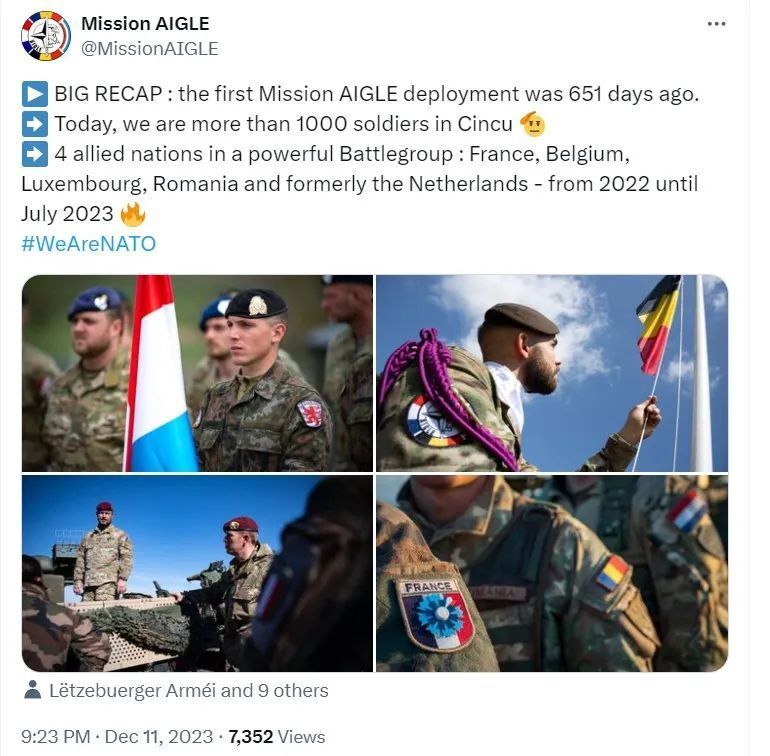 Mission AIGLE
@MissionAIGLE
BIG RECAP : the first Mission AIGLE deployment was 651 days ago.
Today, we are more than 1000 soldiers in Cincu
4 allied nations in a powerful Battlegroup : France, Belgium,
Luxembourg, Romania and formerly the Netherlands - from 2022 until
July 2023
#WeAreNATO
FRANCE
Lëtzebuerger Arméi and 9 others
9:23 PM · Dec 11, 2023 · 7,352 Views